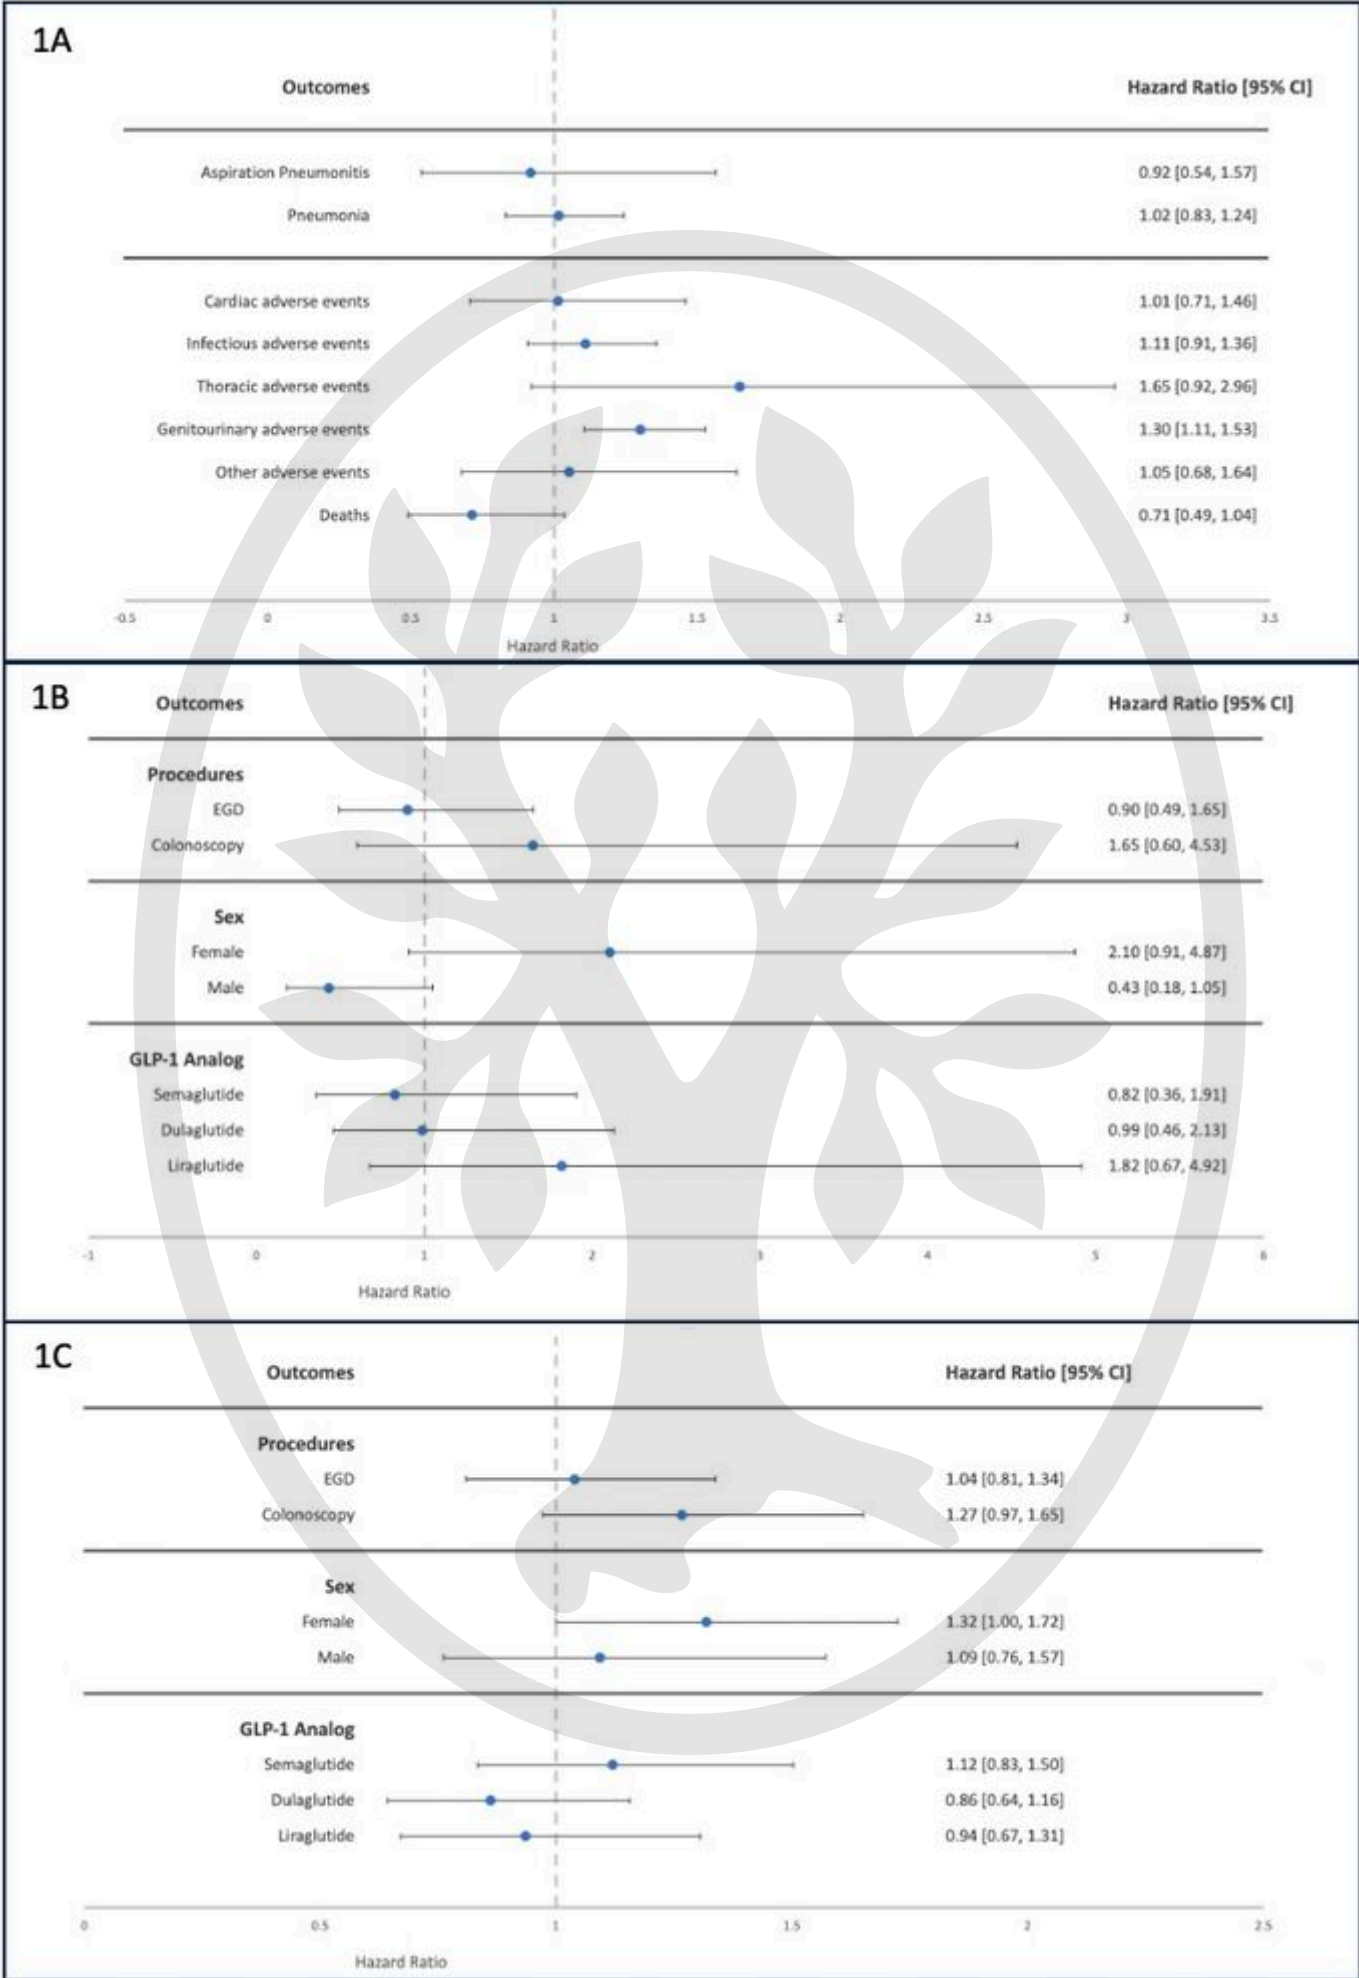 1A
Outcomes Hazard Ratio [95% CI]
Aspiration Pneumonitis 0.92 [0.54, 1.57]
Pneumonia 1.02 [0.83, 1.24]
Cardiac adverse events 1.01 [0.71, 1.46]
Infectious adverse events 1.11 [0.91, 1.36]
Thoracic adverse events 1.65 [0.92, 2.96]
Genitourinary adverse events 1.30 [1.11, 1.53]
Other adverse events 1.05 [0.68, 1.64]
Deaths 0.71 [0.49, 1.04]
-0.5 0 0.5 1 1.5 2 2.5 3 3.5
Hazard Ratio
1B
Outcomes Hazard Ratio [95% CI]
Procedures
EGD 0.90 [0.49, 1.65]
Colonoscopy 1.65 [0.60, 4.53]
Sex
Female 2.10 [0.91, 4.87]
Male 0.43 [0.18, 1.05]
GLP-1 Analog
Semaglutide 0.82 [0.36, 1.91]
Dulaglutide 0.99 [0.46, 2.13]
Liraglutide 1.82 [0.67, 4.92]
-1 0 1 2 3 4 5 6
Hazard Ratio
1C
Outcomes Hazard Ratio [95% CI]
Procedures
EGD 1.04 [0.81, 1.34]
Colonoscopy 1.27 [0.97, 1.65]
Sex
Female 1.32 [1.00, 1.72]
Male 1.09 [0.76, 1.57]
GLP-1 Analog
Semaglutide 1.12 [0.83, 1.50]
Dulaglutide 0.86 [0.64, 1.16]
Liraglutide 0.94 [0.67, 1.31]
0 0.5 1 1.5 2 2.5
Hazard Ratio